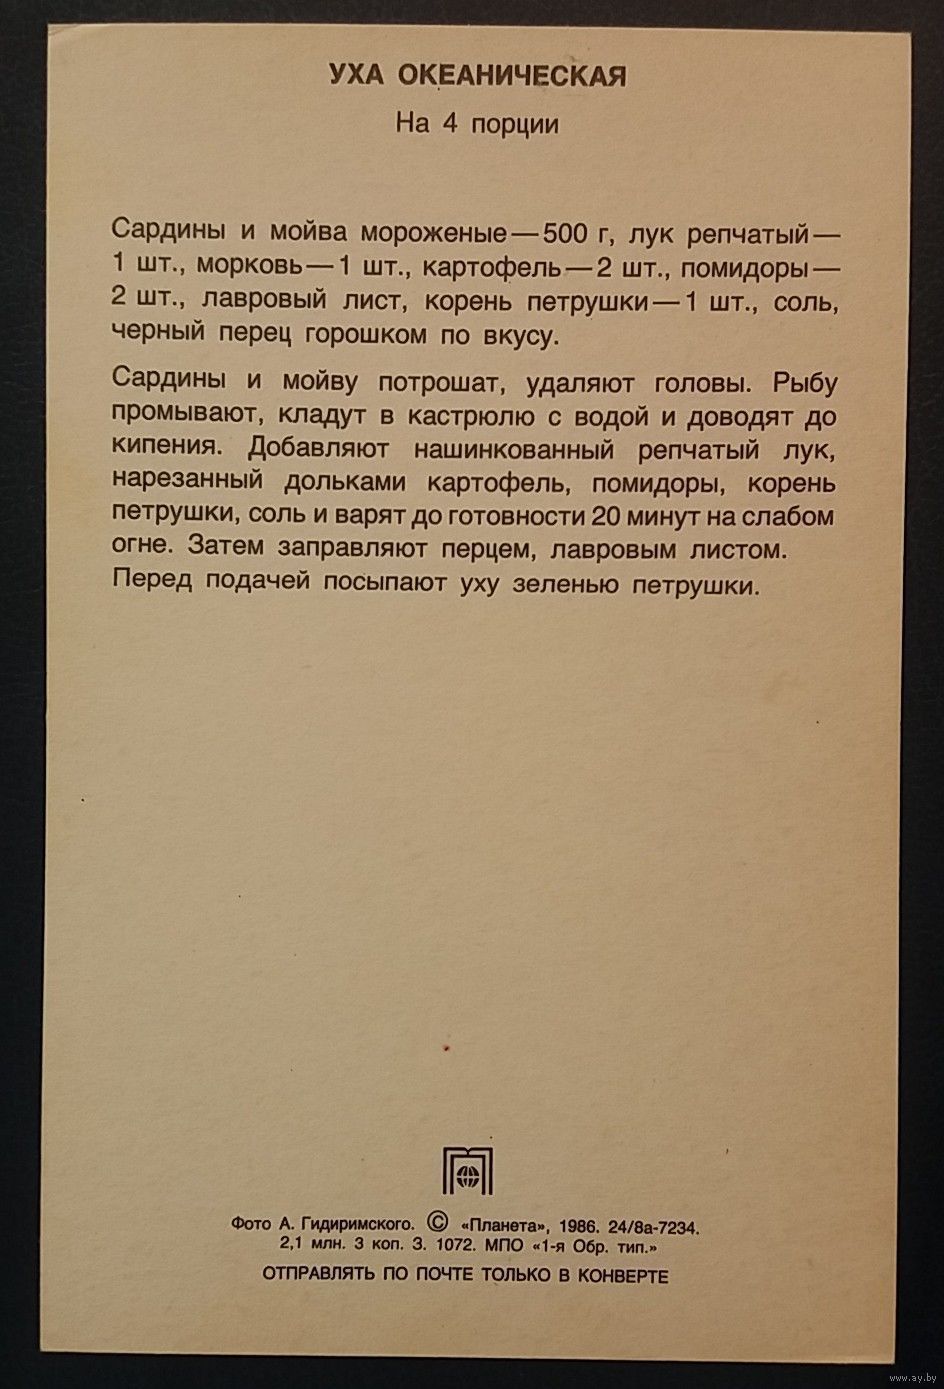 УХА ОКЕАНИЧЕСКАЯ
На 4 порции
Сардины и мойва мороженые—500 г, лук репчатый—
1 шт., морковь—1 шт., картофель—2 шт., помидоры—
2 шт., лавровый лист, корень петрушки—1 шт., соль,
черный перец горошком по вкусу.
Сардины и мойву потрошат, удаляют головы. Рыбу
промывают, кладут в кастрюлю с водой и доводят до
кипения. Добавляют нашинкованный репчатый лук,
нарезанный дольками картофель, помидоры, корень
петрушки, соль и варят до готовности 20 минут на слабом
огне. Затем заправляют перцем, лавровым листом.
Перед подачей посыпают уху зеленью петрушки.
Фото А. Гидиримского. © «Планета», 1986. 24/8а-7234.
2,1 млн. 3 коп. З. 1072. МПО «1-я Обр. тип.»
ОТПРАВЛЯТЬ ПО ПОЧТЕ ТОЛЬКО В КОНВЕРТЕ
www.ay.by